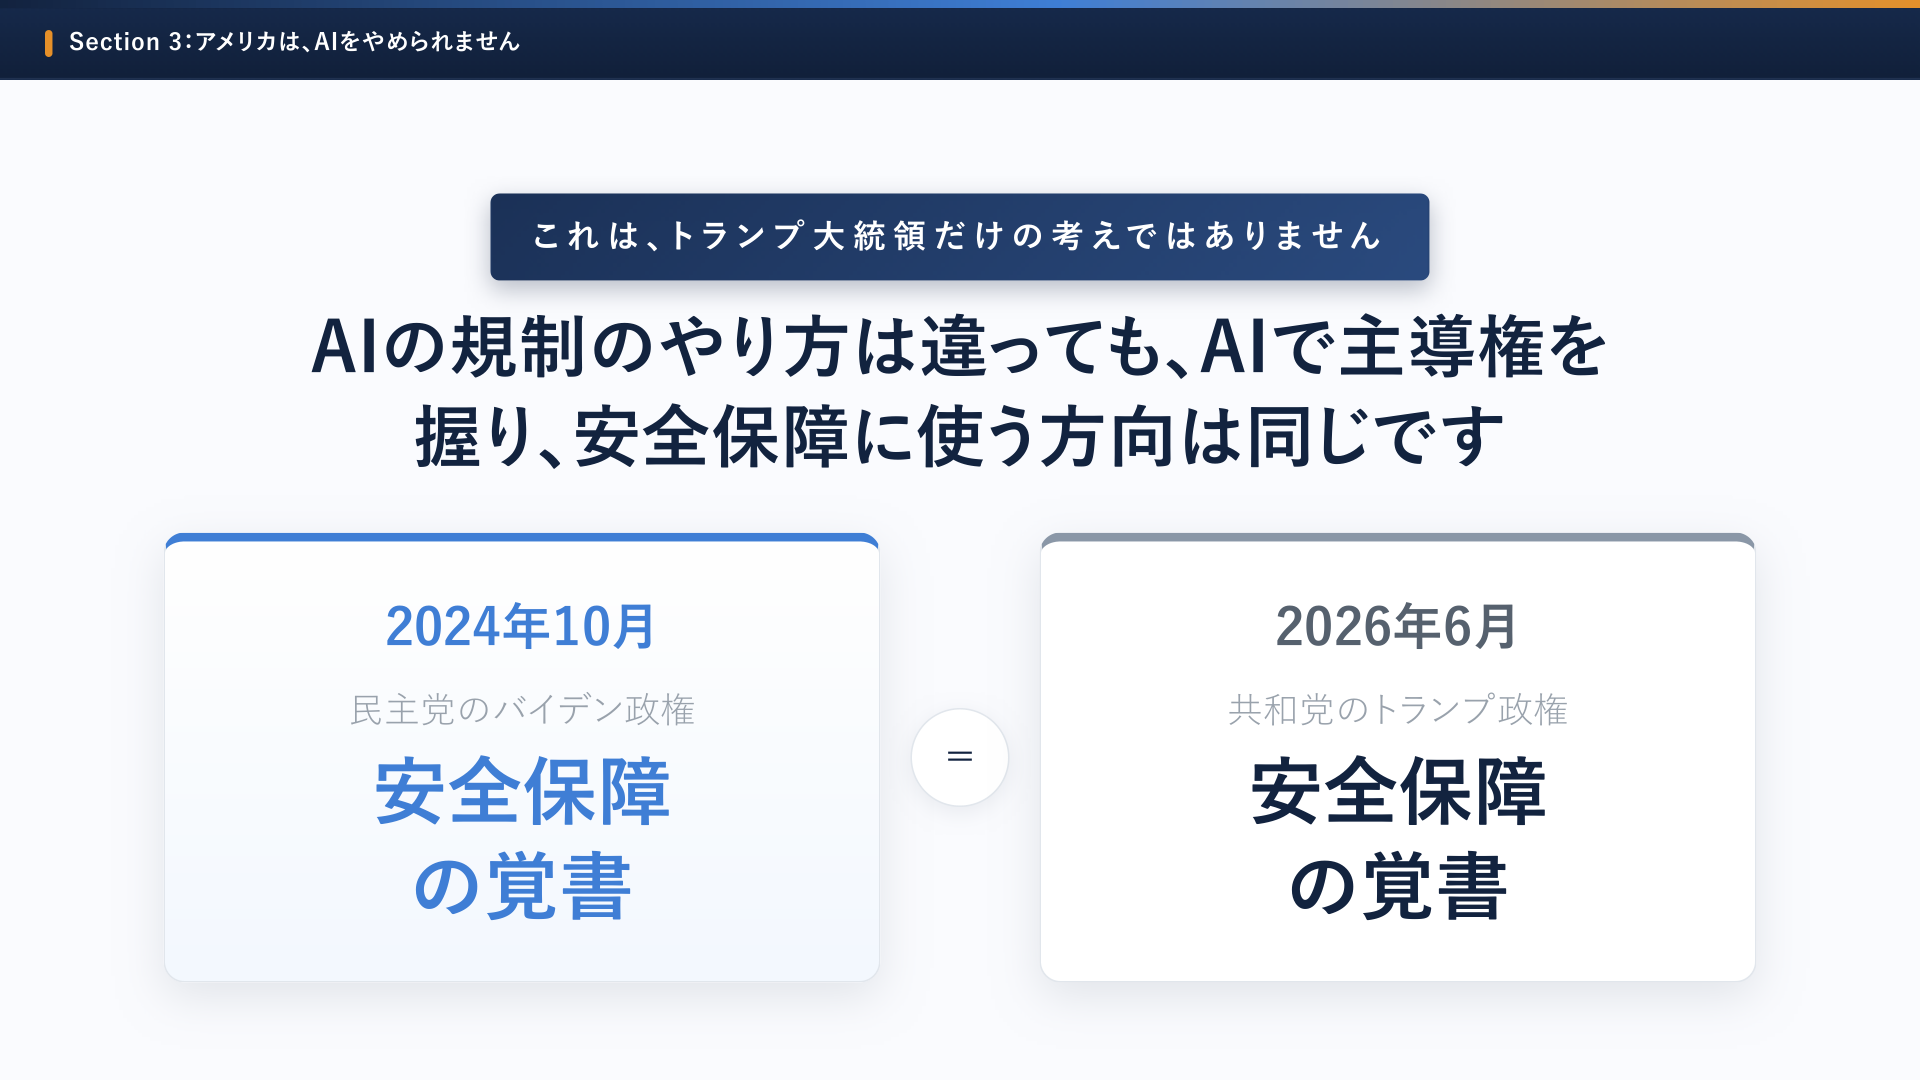 Section 3：アメリカは、AIをやめられません
これは、トランプ大統領だけの考えではありません
AIの規制のやり方は違っても、AIで主導権を
握り、安全保障に使う方向は同じです
2024年10月
民主党のバイデン政権
安全保障
の覚書
＝
2026年6月
共和党のトランプ政権
安全保障
の覚書